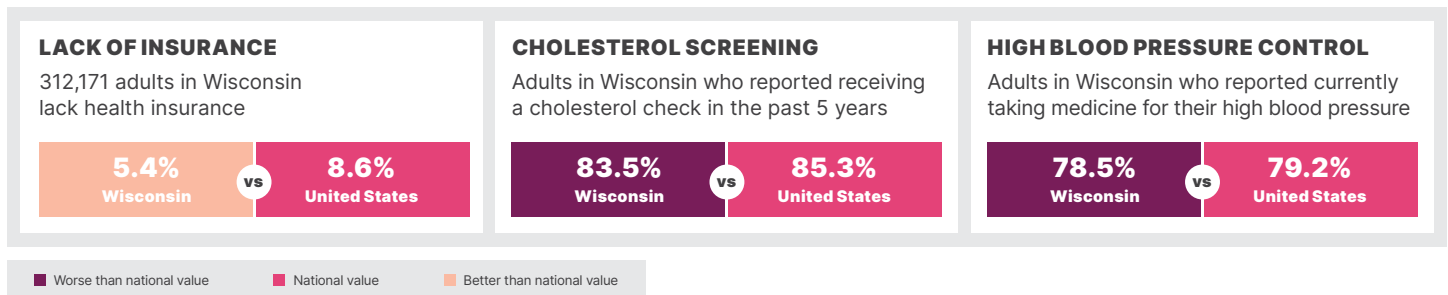 LACK OF INSURANCE
312,171 adults in Wisconsin
lack health insurance
5.4%
Wisconsin
vs
8.6%
United States
CHOLESTEROL SCREENING
Adults in Wisconsin who reported receiving
a cholesterol check in the past 5 years
83.5%
Wisconsin
vs
85.3%
United States
HIGH BLOOD PRESSURE CONTROL
Adults in Wisconsin who reported currently
taking medicine for their high blood pressure
78.5%
Wisconsin
vs
79.2%
United States
Worse than national value
National value
Better than national value